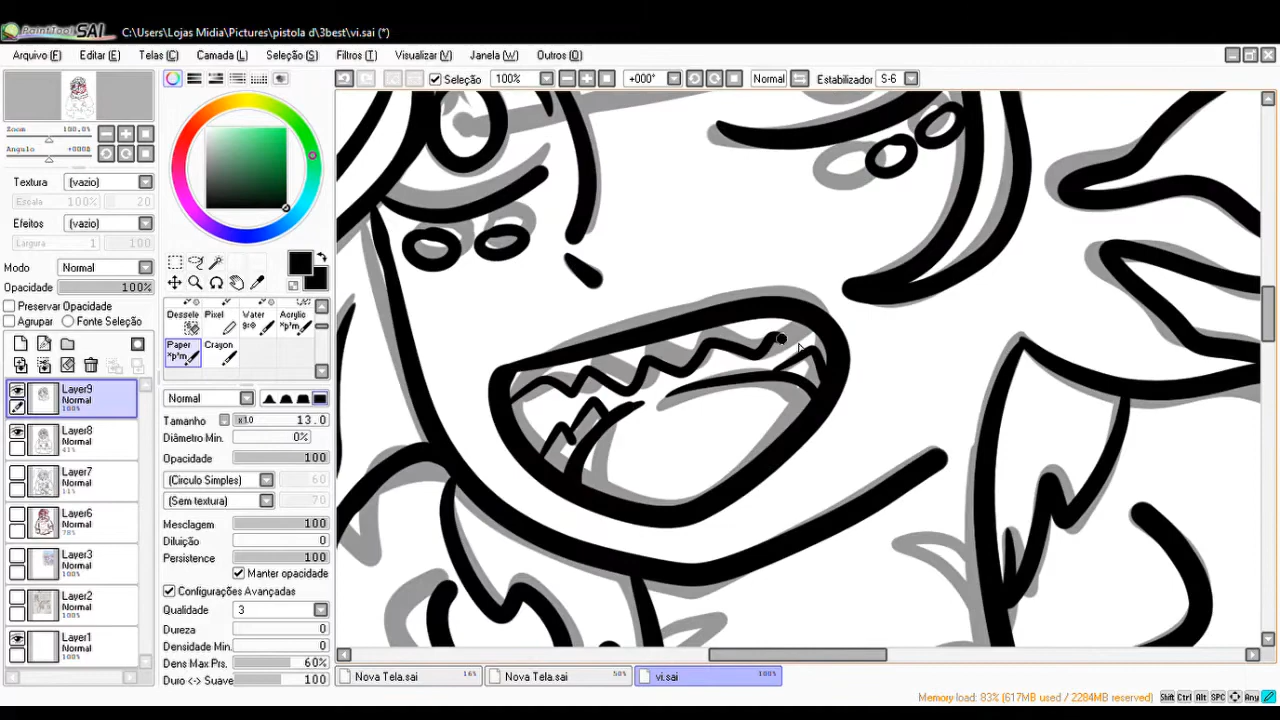 PaintTool SAI C:\Users\Lojas Midia\Pictures\pistola d\3best\vi.sai (*)
Arquivo (F) Editar (E) Telas (C) Camada (L) Seleção (S) Filtros (T) Visualizar (V) Janela (W) Outros (O)
Seleção 100% +000° Normal Estabilizador S-6
Zoom 100.0%
Angulo +000°
Textura (vazio)
Escala 100% 20
Efeitos (vazio)
Largura 1 100
Modo Normal
Opacidade 100%
Preservar Opacidade
Agrupar Fonte Seleção
Layer9
Normal
100%
Layer8
Normal
41%
Layer7
Normal
11%
Layer6
Normal
78%
Layer3
Normal
100%
Layer2
Normal
100%
Layer1
Normal
100%
Dessele Pixel Water Acrylic
Paper Crayon
Normal
Tamanho x1.0 13.0
Diâmetro Min. 0%
Opacidade 100
(Circulo Simples) 60
(Sem textura) 70
Mesclagem 100
Diluição 0
Persistence 100
Manter opacidade
Configurações Avançadas
Qualidade 3
Dureza 0
Densidade Min. 0
Dens Max Prs. 60%
Duro <-> Suave 100
Nova Tela.sai 16% Nova Tela.sai 50% vi.sai 100%
Memory load: 83% (617MB used / 2284MB reserved) Shift Ctrl Alt SPC Any